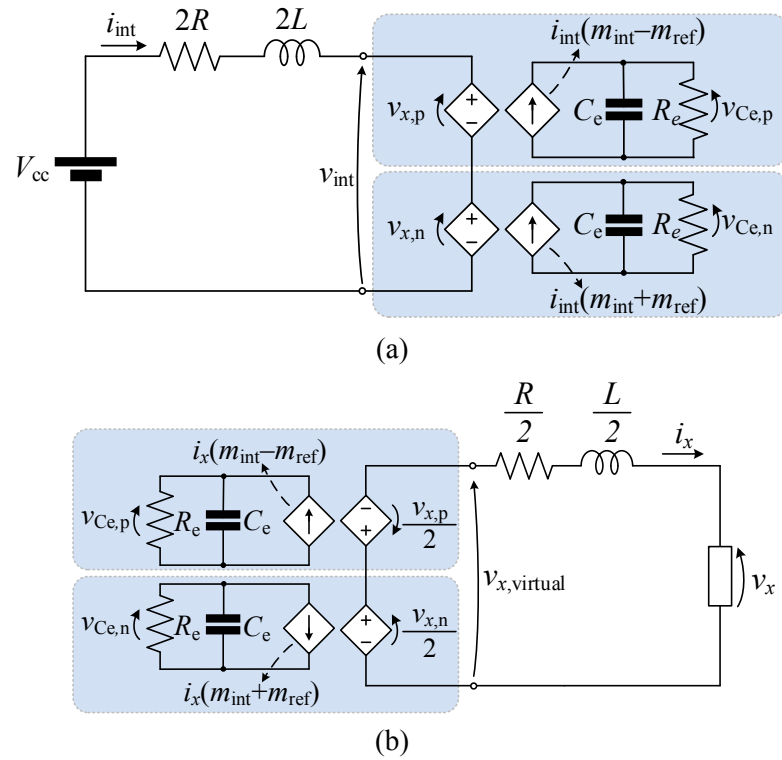 i_int 2R 2L i_int(m_int–m_ref)
v_x,p C_e R_e v_Ce,p
V_cc v_int
v_x,n C_e R_e v_Ce,n
i_int(m_int+m_ref)
(a)
R/2 L/2 i_x
i_x(m_int–m_ref)
v_Ce,p R_e C_e v_x,p/2
v_x,virtual v_x
v_Ce,n R_e C_e v_x,n/2
i_x(m_int+m_ref)
(b)